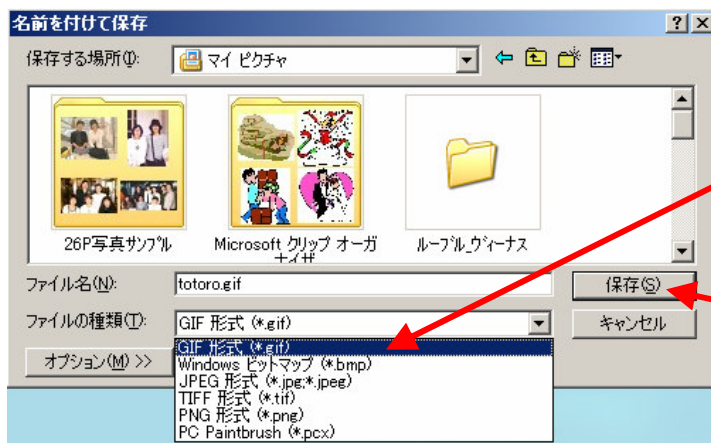 名前を付けて保存
保存する場所(I):
マイ ピクチャ
26P写真サンプル
Microsoft クリップ オーガ
ナイザ
ルーブル_ヴィーナス
ファイル名(N):
totoro.gif
保存(S)
ファイルの種類(T):
GIF 形式 (*.gif)
キャンセル
オプション(M) >>
GIF 形式 (*.gif)
Windows ビットマップ (*.bmp)
JPEG 形式 (*.jpg;*.jpeg)
TIFF 形式 (*.tif)
PNG 形式 (*.png)
PC Paintbrush (*.pcx)